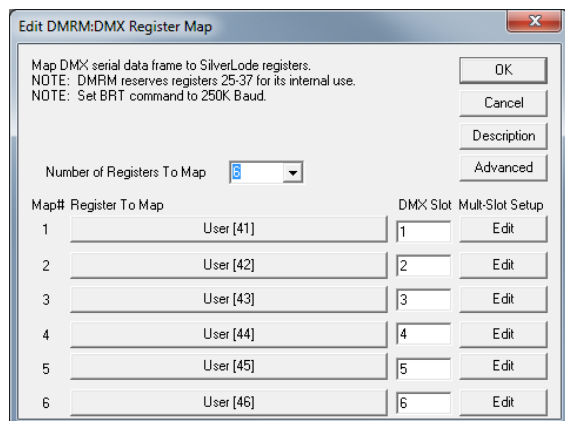 Edit DMRM:DMX Register Map
Map DMX serial data frame to SilverLode registers.
NOTE: DMRM reserves registers 25-37 for its internal use.
NOTE: Set BRT command to 250K Baud.
OK
Cancel
Description
Advanced
Number of Registers To Map 6
Map# Register To Map DMX Slot Mult-Slot Setup
1 User [41] 1 Edit
2 User [42] 2 Edit
3 User [43] 3 Edit
4 User [44] 4 Edit
5 User [45] 5 Edit
6 User [46] 6 Edit